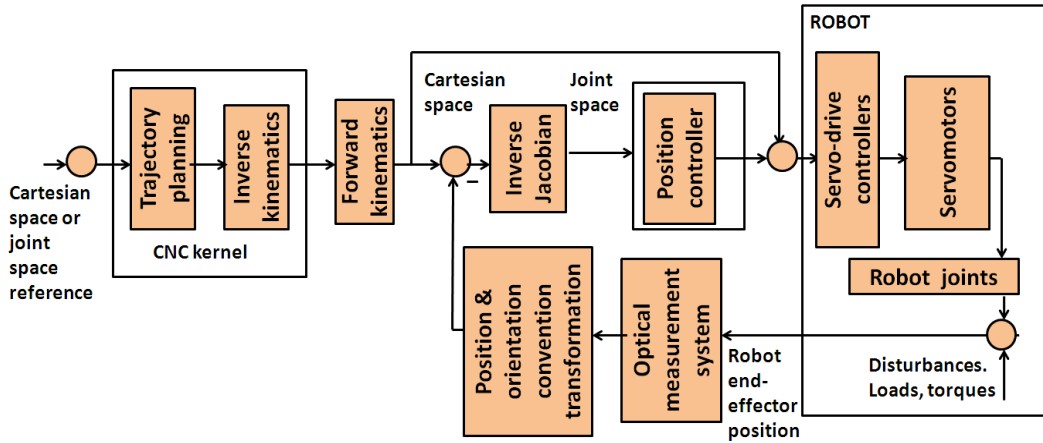 ROBOT
Cartesian
space
Joint
space
Trajectory
planning
Inverse
kinematics
CNC kernel
Forward
kinematics
–
Inverse
Jacobian
Position
controller
Servo-drive
controllers
Servomotors
Cartesian
space or
joint
space
reference
Robot joints
Position &
orientation
convention
transformation
Optical
measurement
system
Robot
end-
effector
position
Disturbances.
Loads, torques